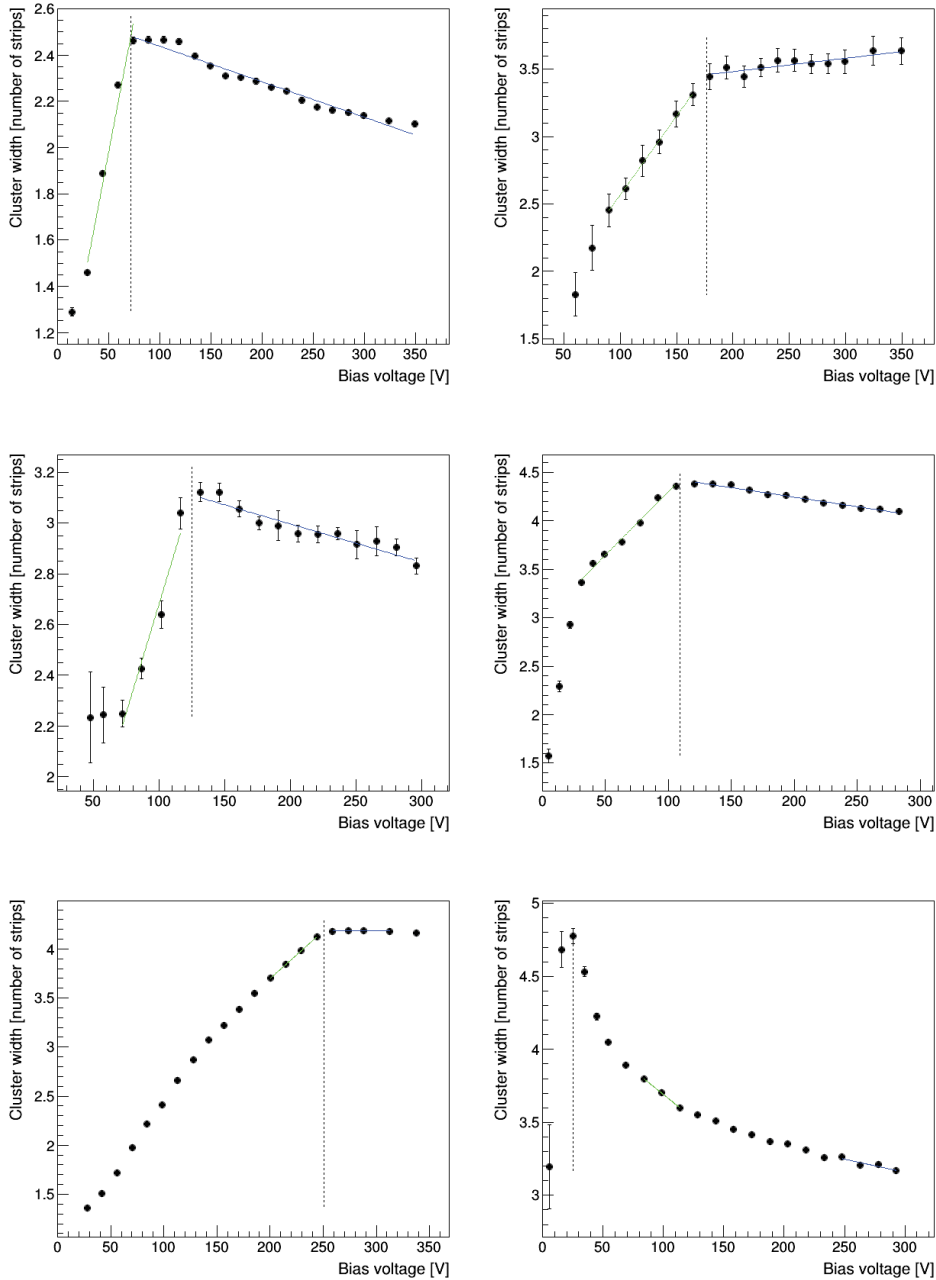 Cluster width [number of strips]
2.6
2.4
2.2
2
1.8
1.6
1.4
1.2
0 50 100 150 200 250 300 350
Bias voltage [V]
Cluster width [number of strips]
3.5
3
2.5
2
1.5
50 100 150 200 250 300 350
Bias voltage [V]
Cluster width [number of strips]
3.2
3
2.8
2.6
2.4
2.2
2
50 100 150 200 250 300
Bias voltage [V]
Cluster width [number of strips]
4.5
4
3.5
3
2.5
2
1.5
0 50 100 150 200 250 300
Bias voltage [V]
Cluster width [number of strips]
4
3.5
3
2.5
2
1.5
0 50 100 150 200 250 300 350
Bias voltage [V]
Cluster width [number of strips]
5
4.5
4
3.5
3
0 50 100 150 200 250 300
Bias voltage [V]